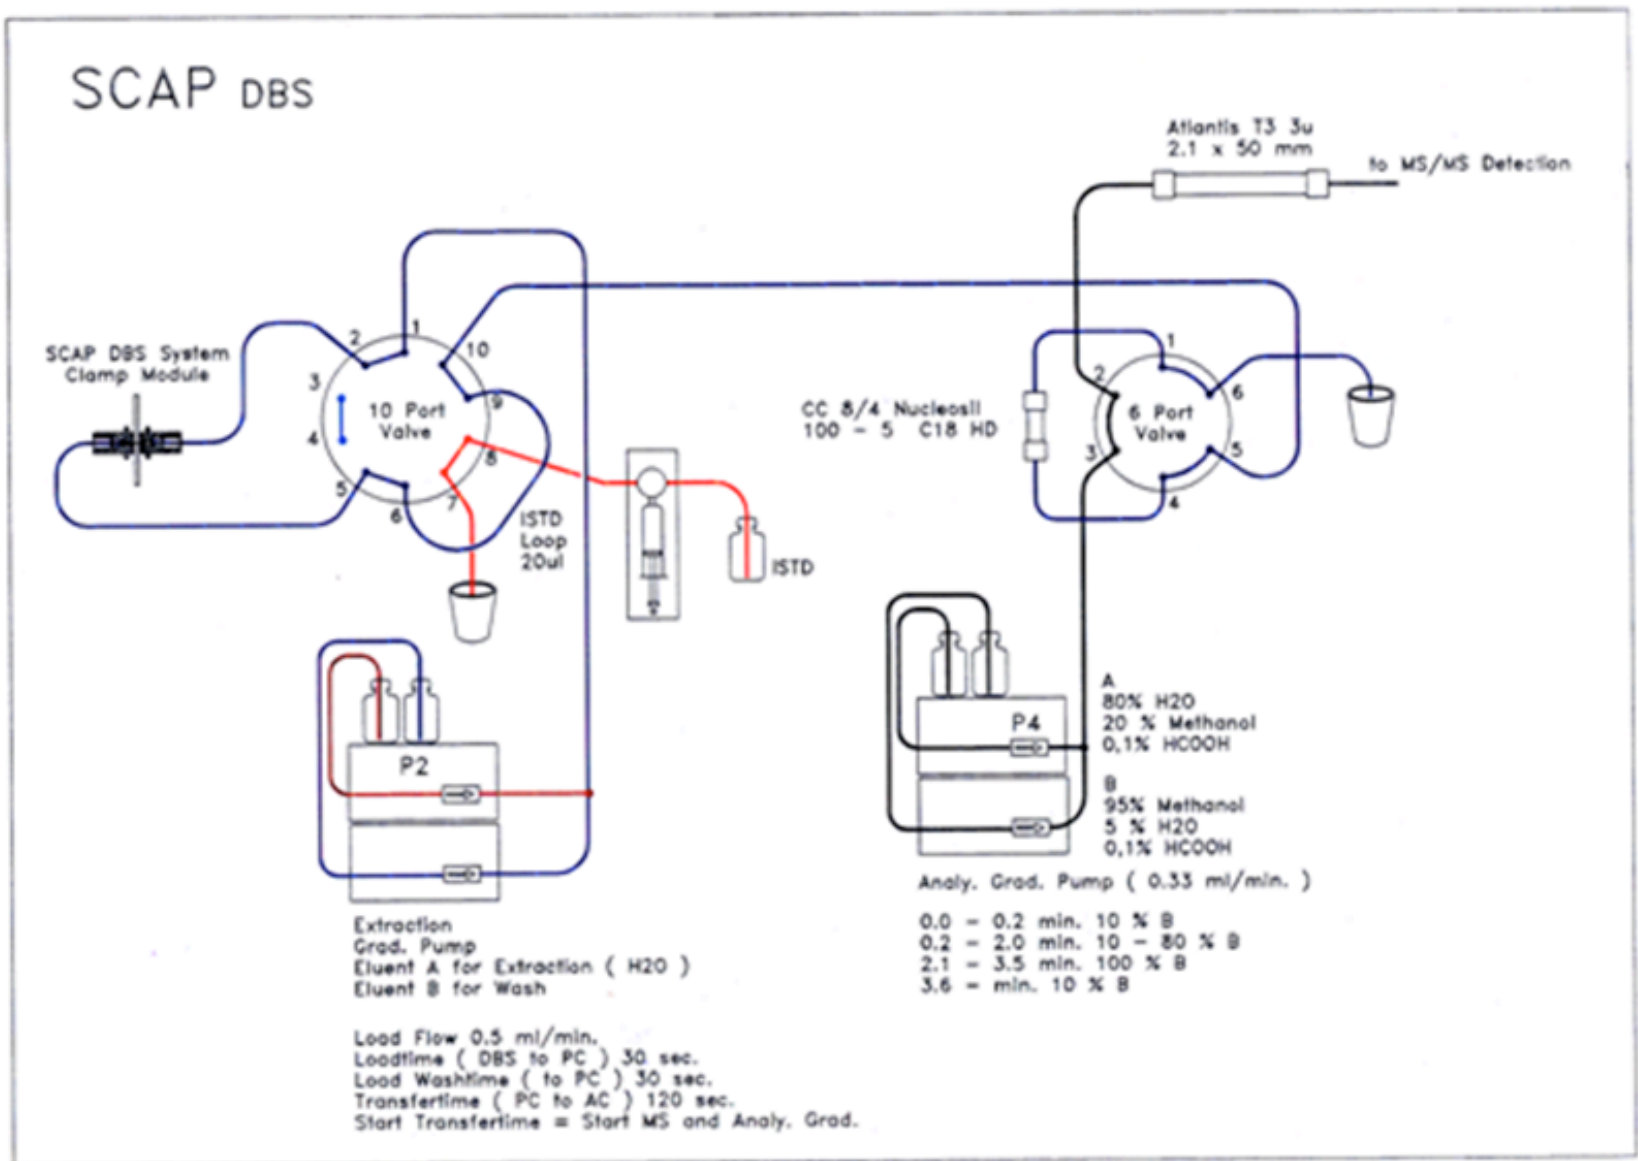 SCAP DBS
Atlantis T3 3u
2.1 x 50 mm
to MS/MS Detection
SCAP DBS System
Clamp Module
1
2
3
4
5
6
7
8
9
10
10 Port
Valve
ISTD
Loop
20ul
ISTD
CC 8/4 Nucleosil
100 - 5 C18 HD
1
2
3
4
5
6
6 Port
Valve
P2
Extraction
Grad. Pump
Eluent A for Extraction ( H2O )
Eluent B for Wash
Load Flow 0.5 ml/min.
Loadtime ( DBS to PC ) 30 sec.
Load Washtime ( to PC ) 30 sec.
Transfertime ( PC to AC ) 120 sec.
Start Transfertime = Start MS and Analy. Grad.
P4
A
80% H2O
20 % Methanol
0,1% HCOOH
B
95% Methanol
5 % H2O
0,1% HCOOH
Analy. Grad. Pump ( 0.33 ml/min. )
0.0 - 0.2 min. 10 % B
0.2 - 2.0 min. 10 - 80 % B
2.1 - 3.5 min. 100 % B
3.6 - min. 10 % B